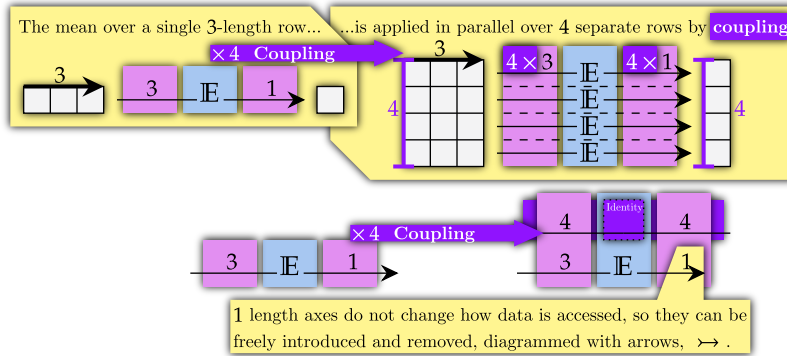 The mean over a single 3-length row...
...is applied in parallel over 4 separate rows by coupling
×4 Coupling
3
3 𝔼 1
3
4
4×3 𝔼 4×1
𝔼
𝔼
𝔼
4
×4 Coupling
3 𝔼 1
4 Identity 4
3 𝔼 1
1 length axes do not change how data is accessed, so they can be
freely introduced and removed, diagrammed with arrows, ↣ .